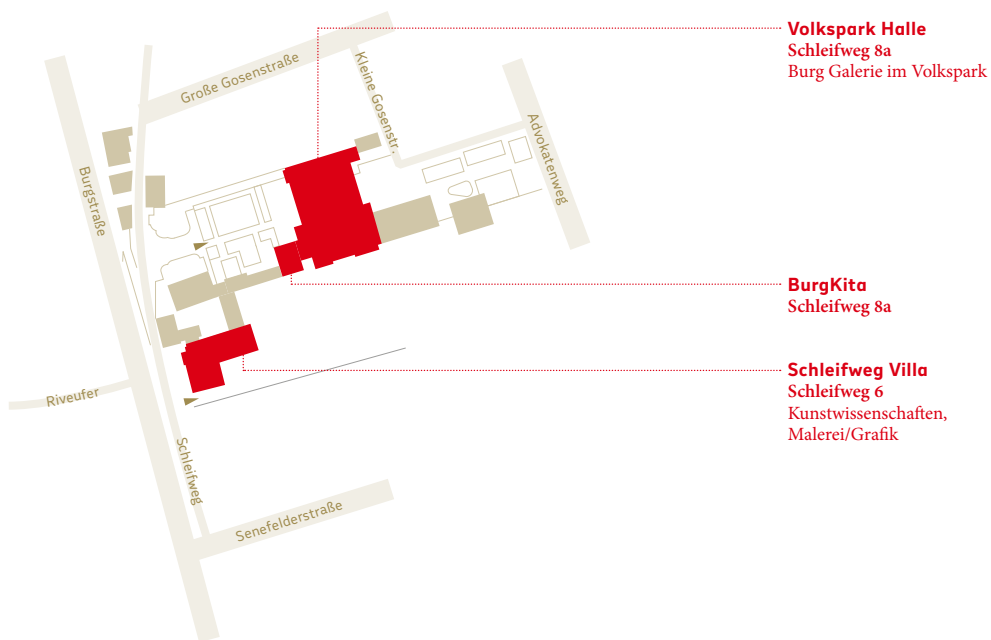 Volkspark Halle
Schleifweg 8a
Burg Galerie im Volkspark
Große Gosenstraße
Kleine Gosenstr.
Advokatenweg
Burgstraße
BurgKita
Schleifweg 8a
Schleifweg Villa
Schleifweg 6
Kunstwissenschaften,
Malerei/Grafik
Riveufer
Schleifweg
Senefelderstraße